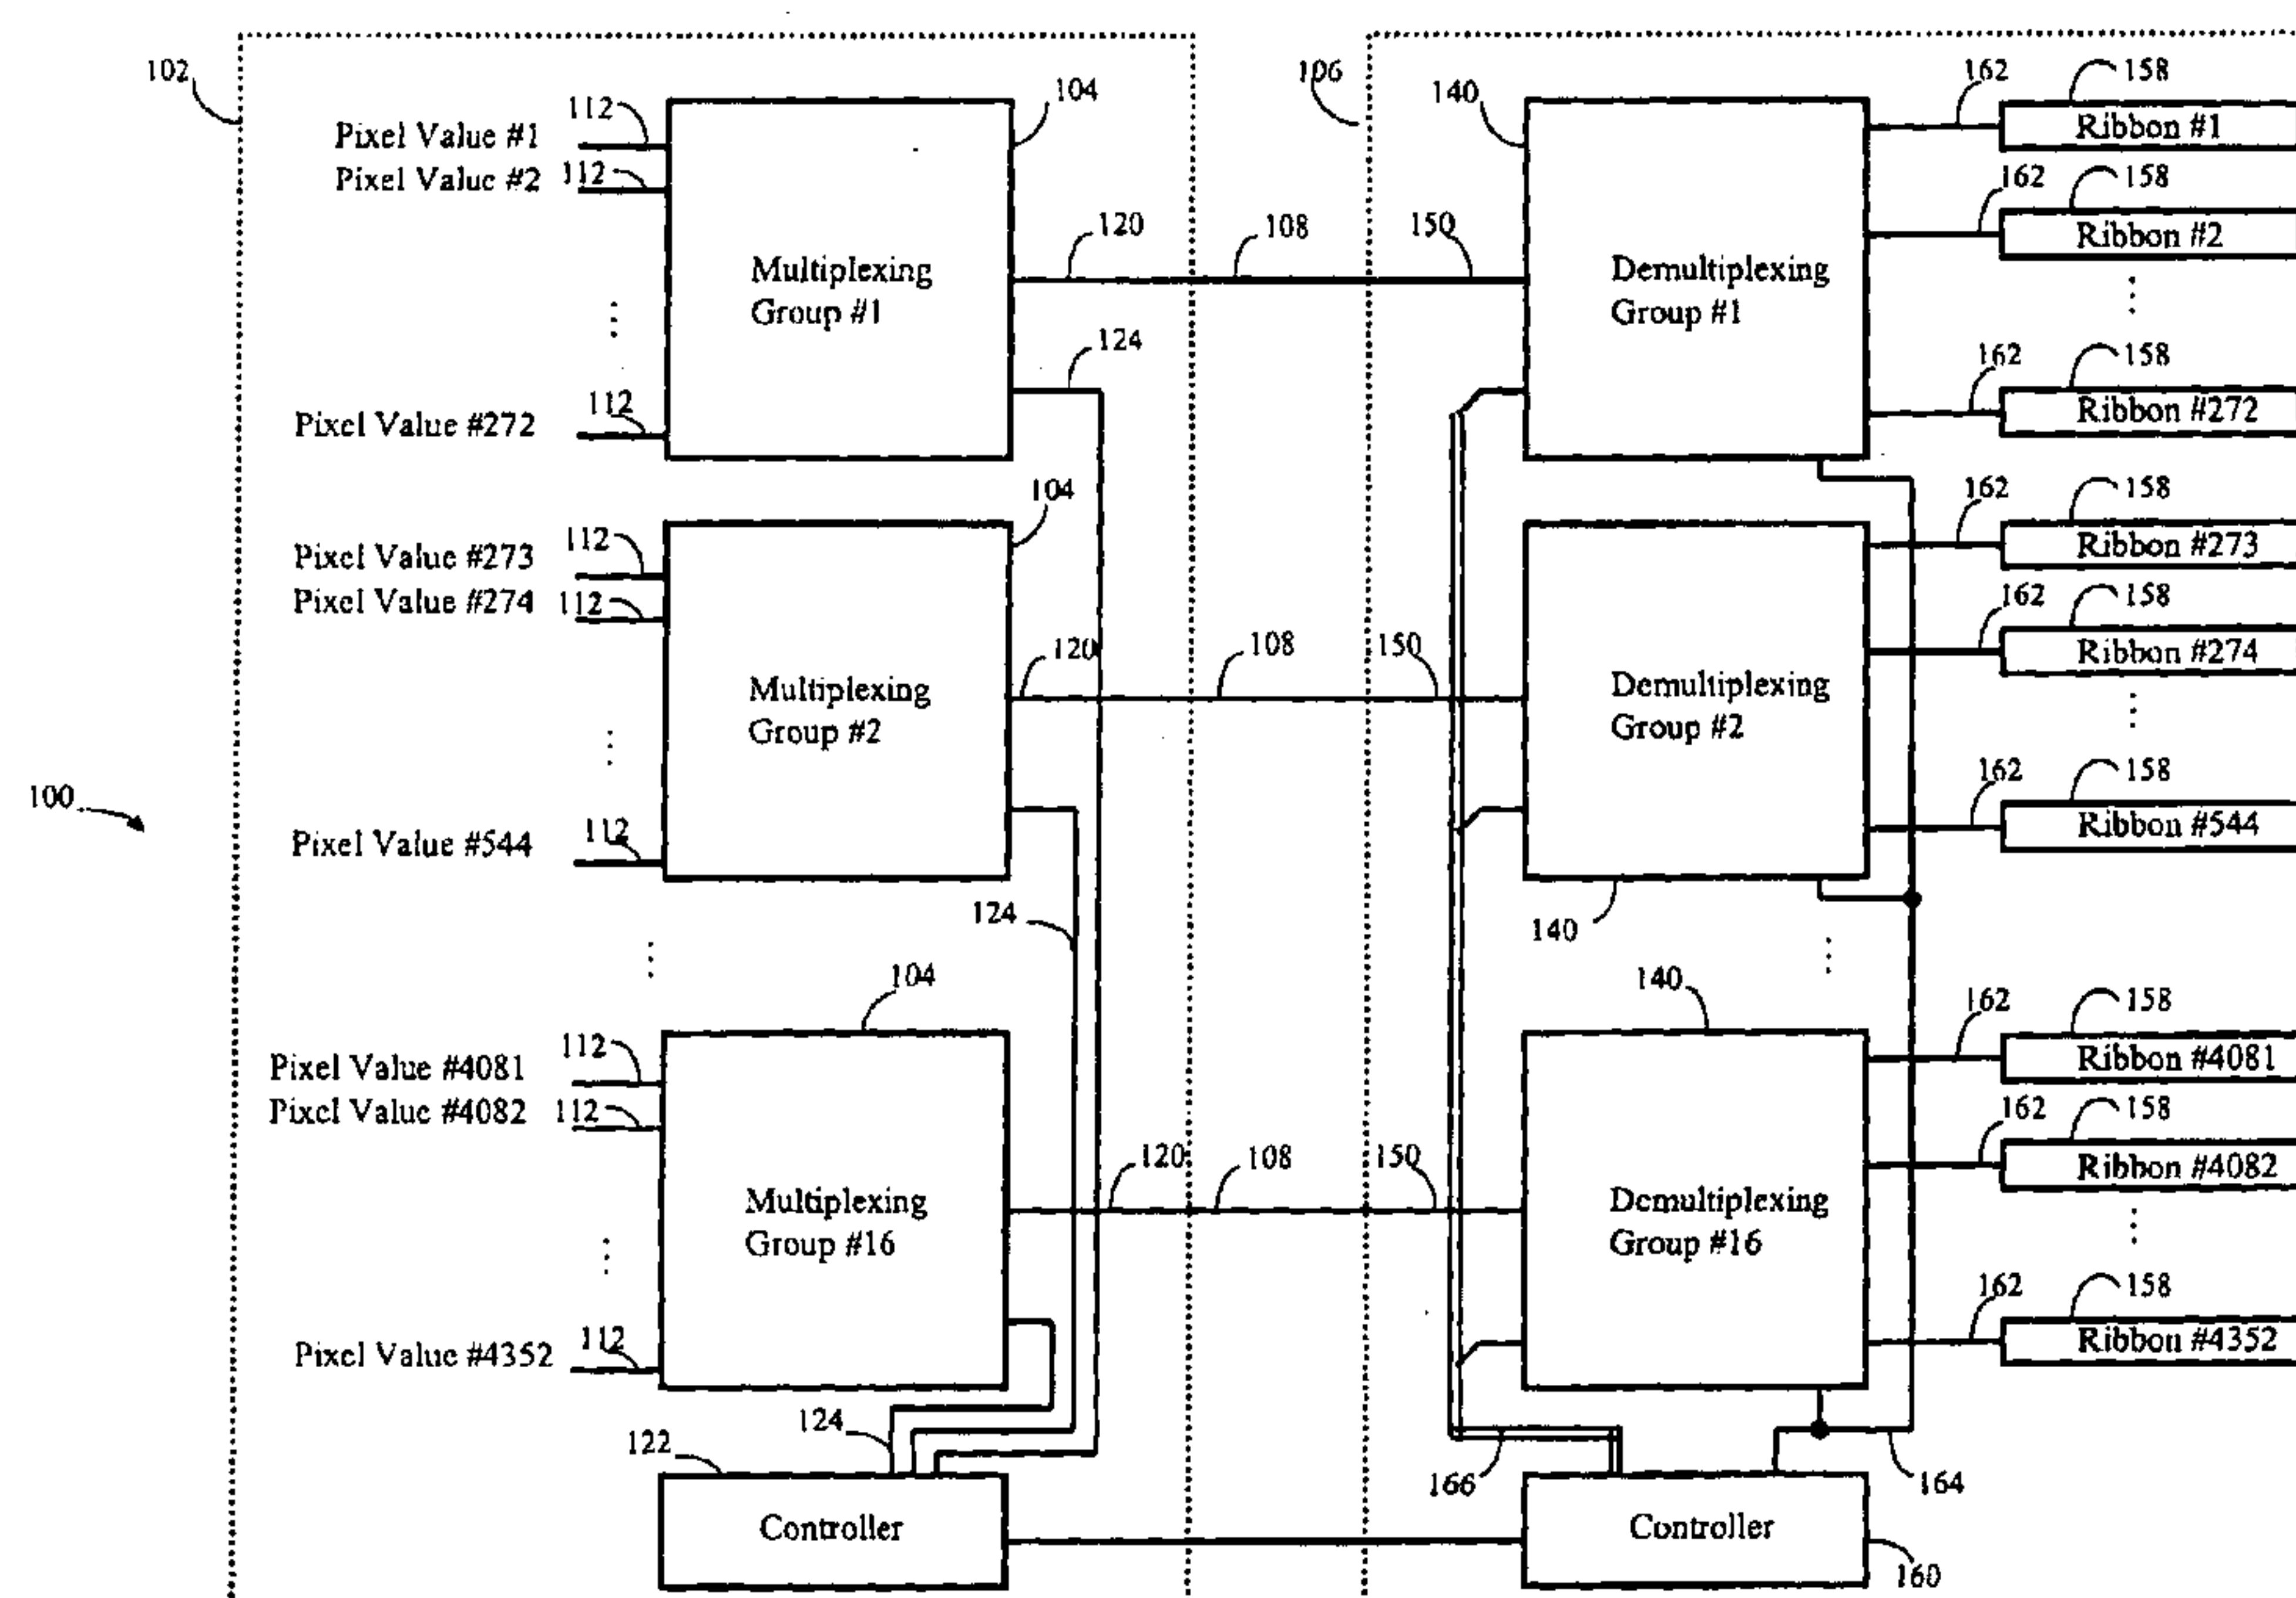 102
106
112
104
140
162
158
Pixel Value #1
Ribbon #1
Pixel Value #2
112
162
158
Ribbon #2
120
108
150
Multiplexing
Group #1
Demultiplexing
Group #1
124
162
158
112
Pixel Value #272
Ribbon #272
104
162
158
112
Pixel Value #273
Ribbon #273
Pixel Value #274
112
162
158
120
108
150
Ribbon #274
Multiplexing
Group #2
Demultiplexing
Group #2
100
162
158
112
Pixel Value #544
Ribbon #544
124
140
104
140
162
158
112
Pixel Value #4081
Ribbon #4081
Pixel Value #4082
112
162
158
120
108
150
Ribbon #4082
Multiplexing
Group #16
Demultiplexing
Group #16
162
158
112
Pixel Value #4352
Ribbon #4352
124
122
166
164
Controller
Controller
160